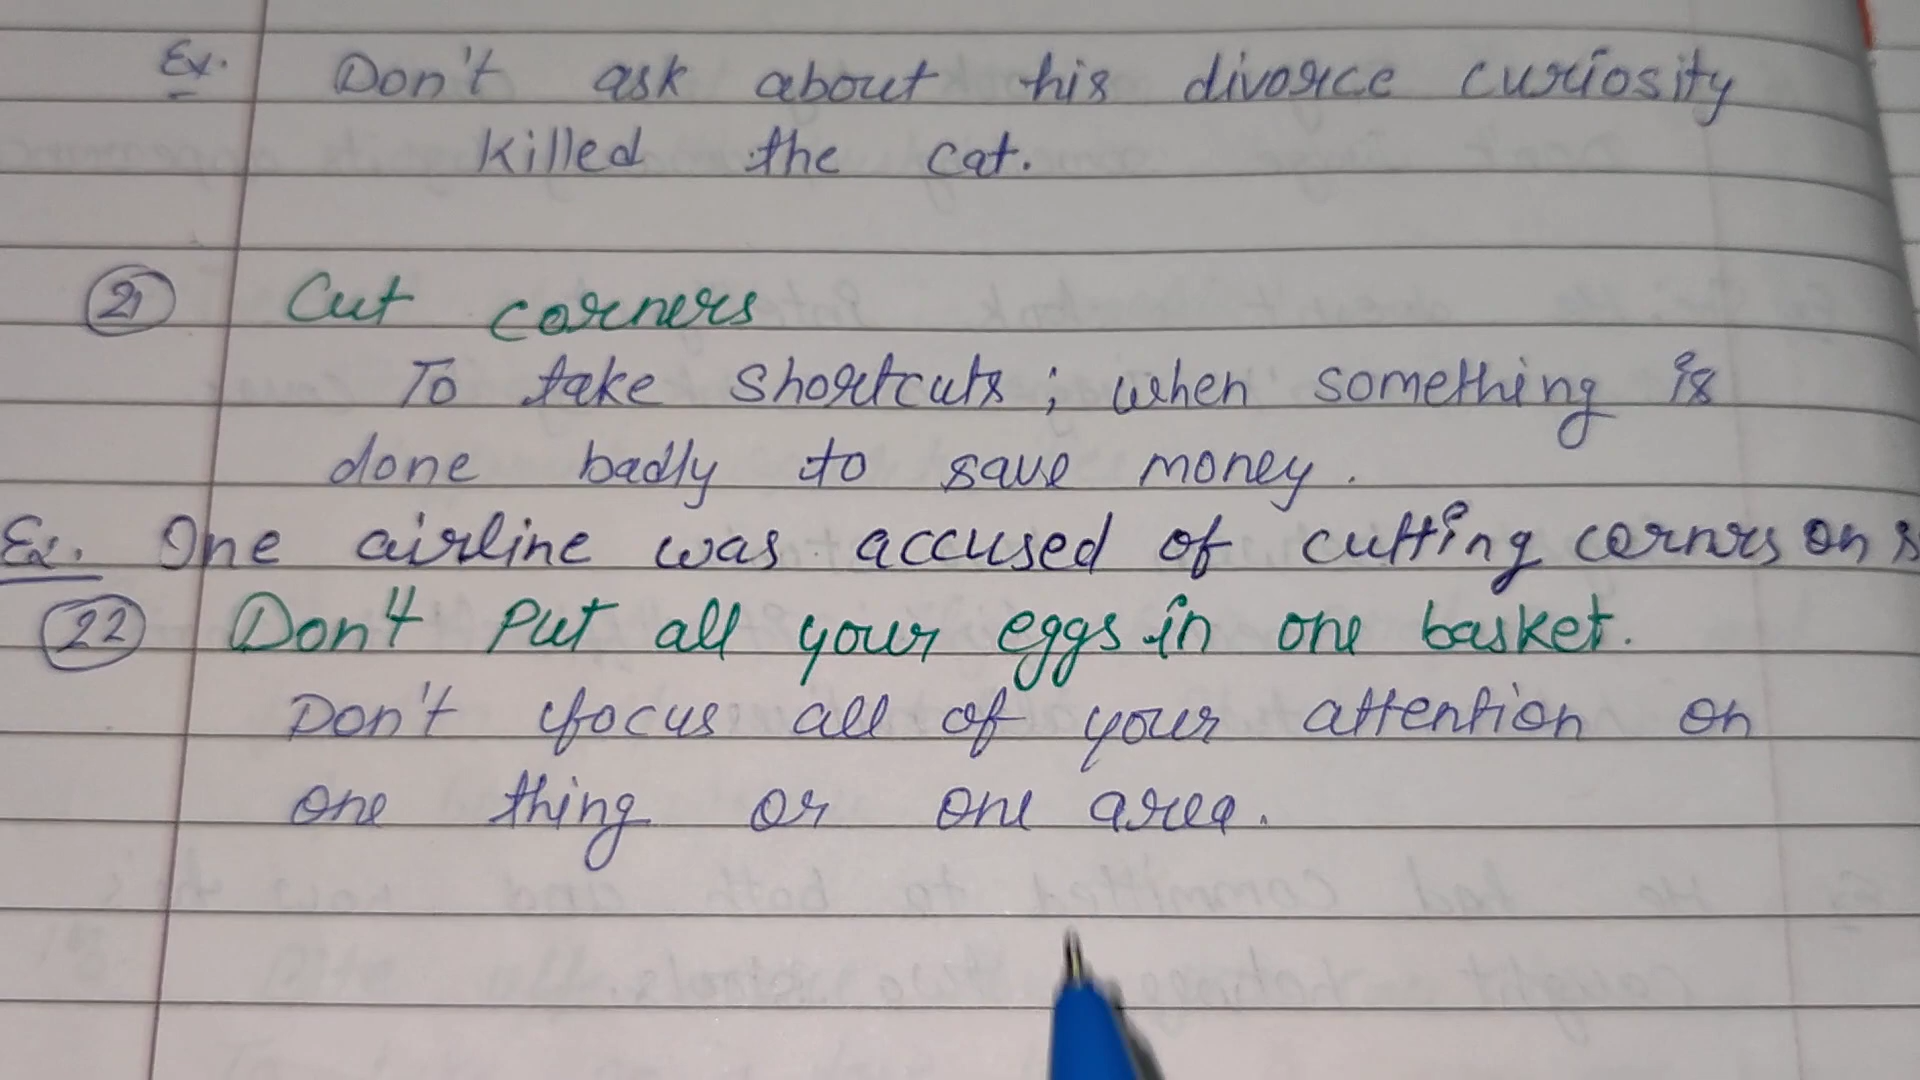 Ex. Don't ask about his divorce curiosity
killed the cat.
21 Cut corners
To take shortcuts; when something is
done badly to save money.
Ex. One airline was accused of cutting corners on
22 Don't Put all your eggs in one basket.
Don't focus all of your attention on
one thing or one area.